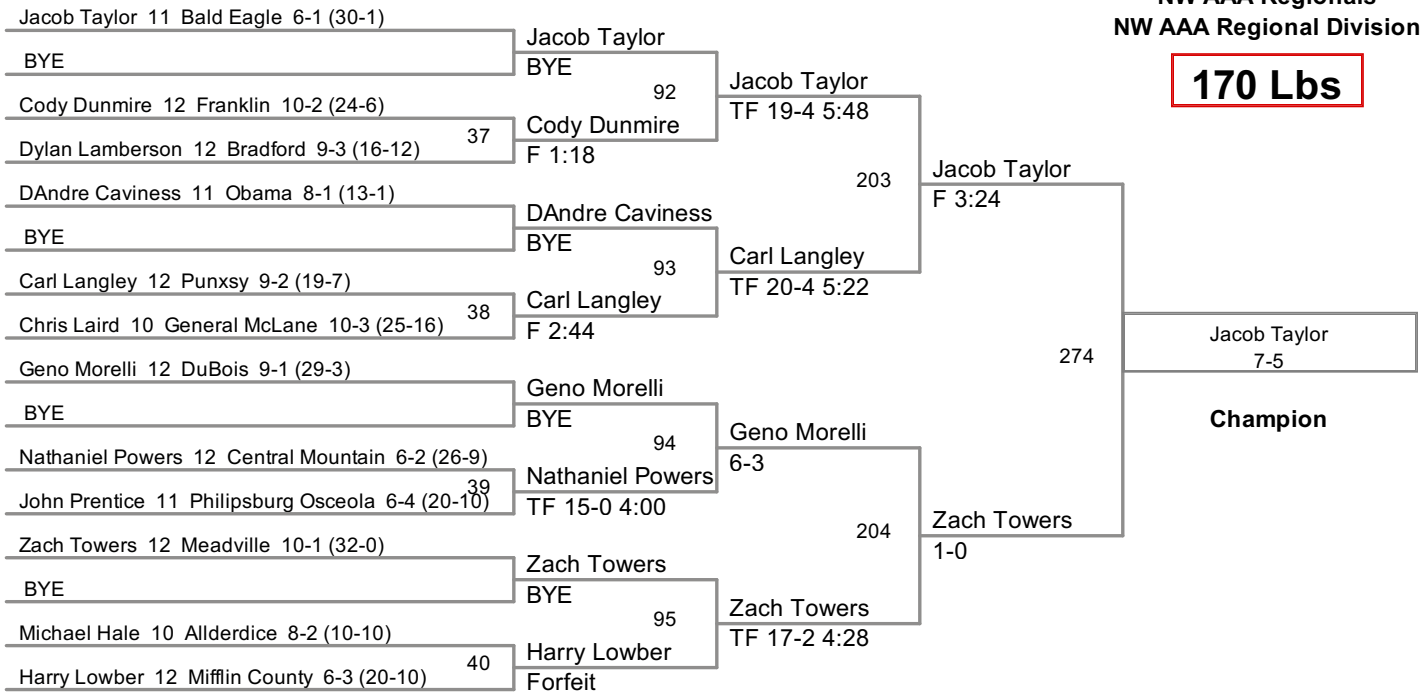 NW AAA Regionals
NW AAA Regional Division
170 Lbs
Jacob Taylor 11 Bald Eagle 6-1 (30-1)
BYE
Cody Dunmire 12 Franklin 10-2 (24-6)
37
Dylan Lamberson 12 Bradford 9-3 (16-12)
DAndre Caviness 11 Obama 8-1 (13-1)
BYE
Carl Langley 12 Punxsy 9-2 (19-7)
38
Chris Laird 10 General McLane 10-3 (25-16)
Geno Morelli 12 DuBois 9-1 (29-3)
BYE
Nathaniel Powers 12 Central Mountain 6-2 (26-9)
39
John Prentice 11 Philipsburg Osceola 6-4 (20-10)
Zach Towers 12 Meadville 10-1 (32-0)
BYE
Michael Hale 10 Allderdice 8-2 (10-10)
40
Harry Lowber 12 Mifflin County 6-3 (20-10)
Jacob Taylor
BYE
92
Cody Dunmire
F 1:18
DAndre Caviness
BYE
93
Carl Langley
F 2:44
Geno Morelli
BYE
94
Nathaniel Powers
TF 15-0 4:00
Zach Towers
BYE
95
Harry Lowber
Forfeit
Jacob Taylor
TF 19-4 5:48
203
Carl Langley
TF 20-4 5:22
Geno Morelli
6-3
204
Zach Towers
TF 17-2 4:28
Jacob Taylor
F 3:24
274
Zach Towers
1-0
Jacob Taylor
7-5
Champion